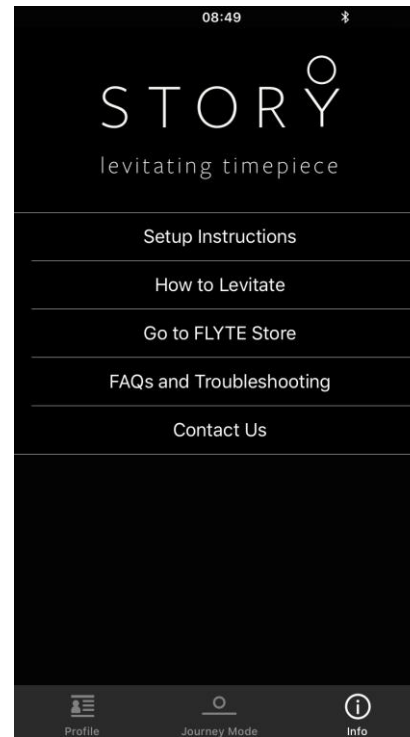 08:49
STORY
levitating timepiece
Setup Instructions
How to Levitate
Go to FLYTE Store
FAQs and Troubleshooting
Contact Us
Profile
Journey Mode
Info